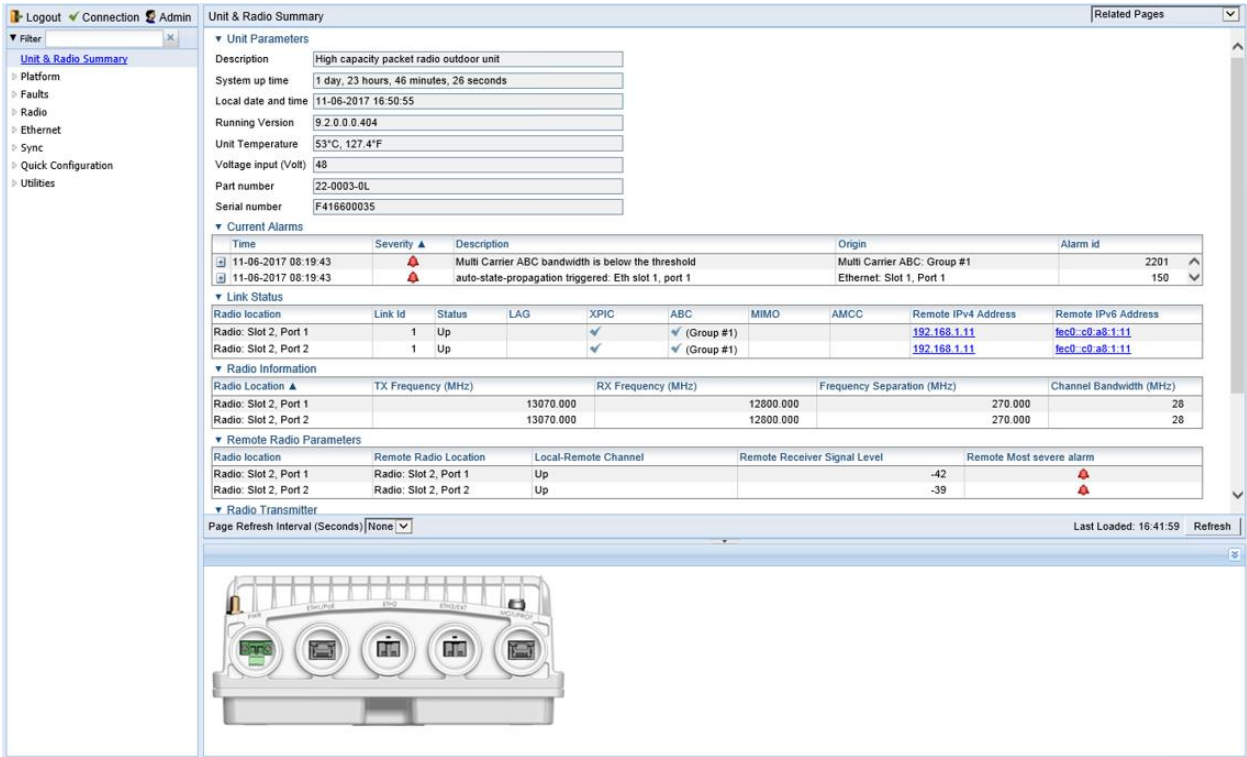 Logout Connection Admin
Filter
Unit & Radio Summary
Platform
Faults
Radio
Ethernet
Sync
Quick Configuration
Utilities
Unit & Radio Summary Related Pages
Unit Parameters
Description High capacity packet radio outdoor unit
System up time 1 day, 23 hours, 46 minutes, 26 seconds
Local date and time 11-06-2017 16:50:55
Running Version 9.2.0.0.0.404
Unit Temperature 53°C, 127.4°F
Voltage input (Volt) 48
Part number 22-0003-0L
Serial number F416600035
Current Alarms
Time Severity ▲ Description Origin Alarm id
11-06-2017 08:19:43 Multi Carrier ABC bandwidth is below the threshold Multi Carrier ABC: Group #1 2201
11-06-2017 08:19:43 auto-state-propagation triggered: Eth slot 1, port 1 Ethernet: Slot 1, Port 1 150
Link Status
Radio location Link Id Status LAG XPIC ABC MIMO AMCC Remote IPv4 Address Remote IPv6 Address
Radio: Slot 2, Port 1 1 Up (Group #1) 192.168.1.11 fec0::c0:a8:1:11
Radio: Slot 2, Port 2 1 Up (Group #1) 192.168.1.11 fec0::c0:a8:1:11
Radio Information
Radio Location ▲ TX Frequency (MHz) RX Frequency (MHz) Frequency Separation (MHz) Channel Bandwidth (MHz)
Radio: Slot 2, Port 1 13070.000 12800.000 270.000 28
Radio: Slot 2, Port 2 13070.000 12800.000 270.000 28
Remote Radio Parameters
Radio location Remote Radio Location Local-Remote Channel Remote Receiver Signal Level Remote Most severe alarm
Radio: Slot 2, Port 1 Radio: Slot 2, Port 1 Up -42
Radio: Slot 2, Port 2 Radio: Slot 2, Port 2 Up -39
Radio Transmitter
Page Refresh Interval (Seconds) None Last Loaded: 16:41:59 Refresh
PWR ETH1/PoE ETH2 ETH3/EXT MGT/PROT